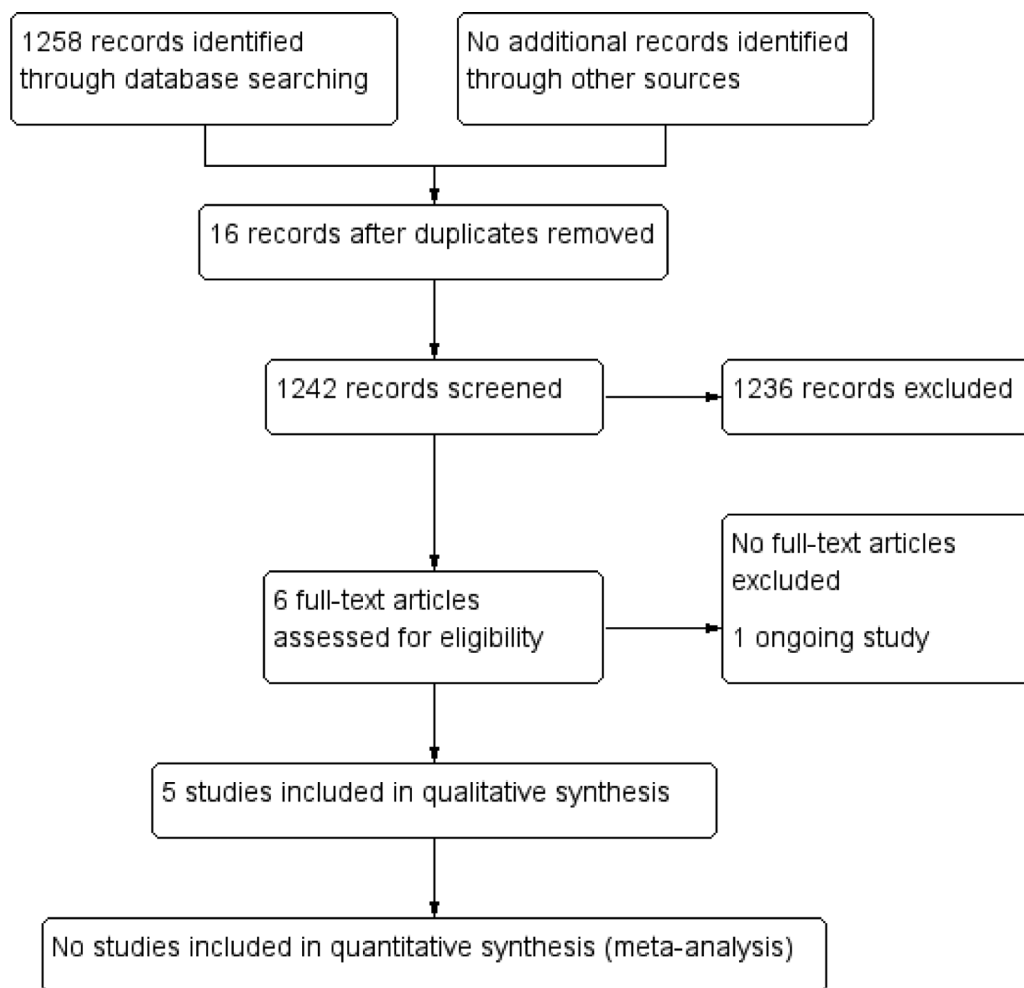 1258 records identified
through database searching
No additional records identified
through other sources
16 records after duplicates removed
1242 records screened
1236 records excluded
6 full-text articles
assessed for eligibility
No full-text articles
excluded
1 ongoing study
5 studies included in qualitative synthesis
No studies included in quantitative synthesis (meta-analysis)